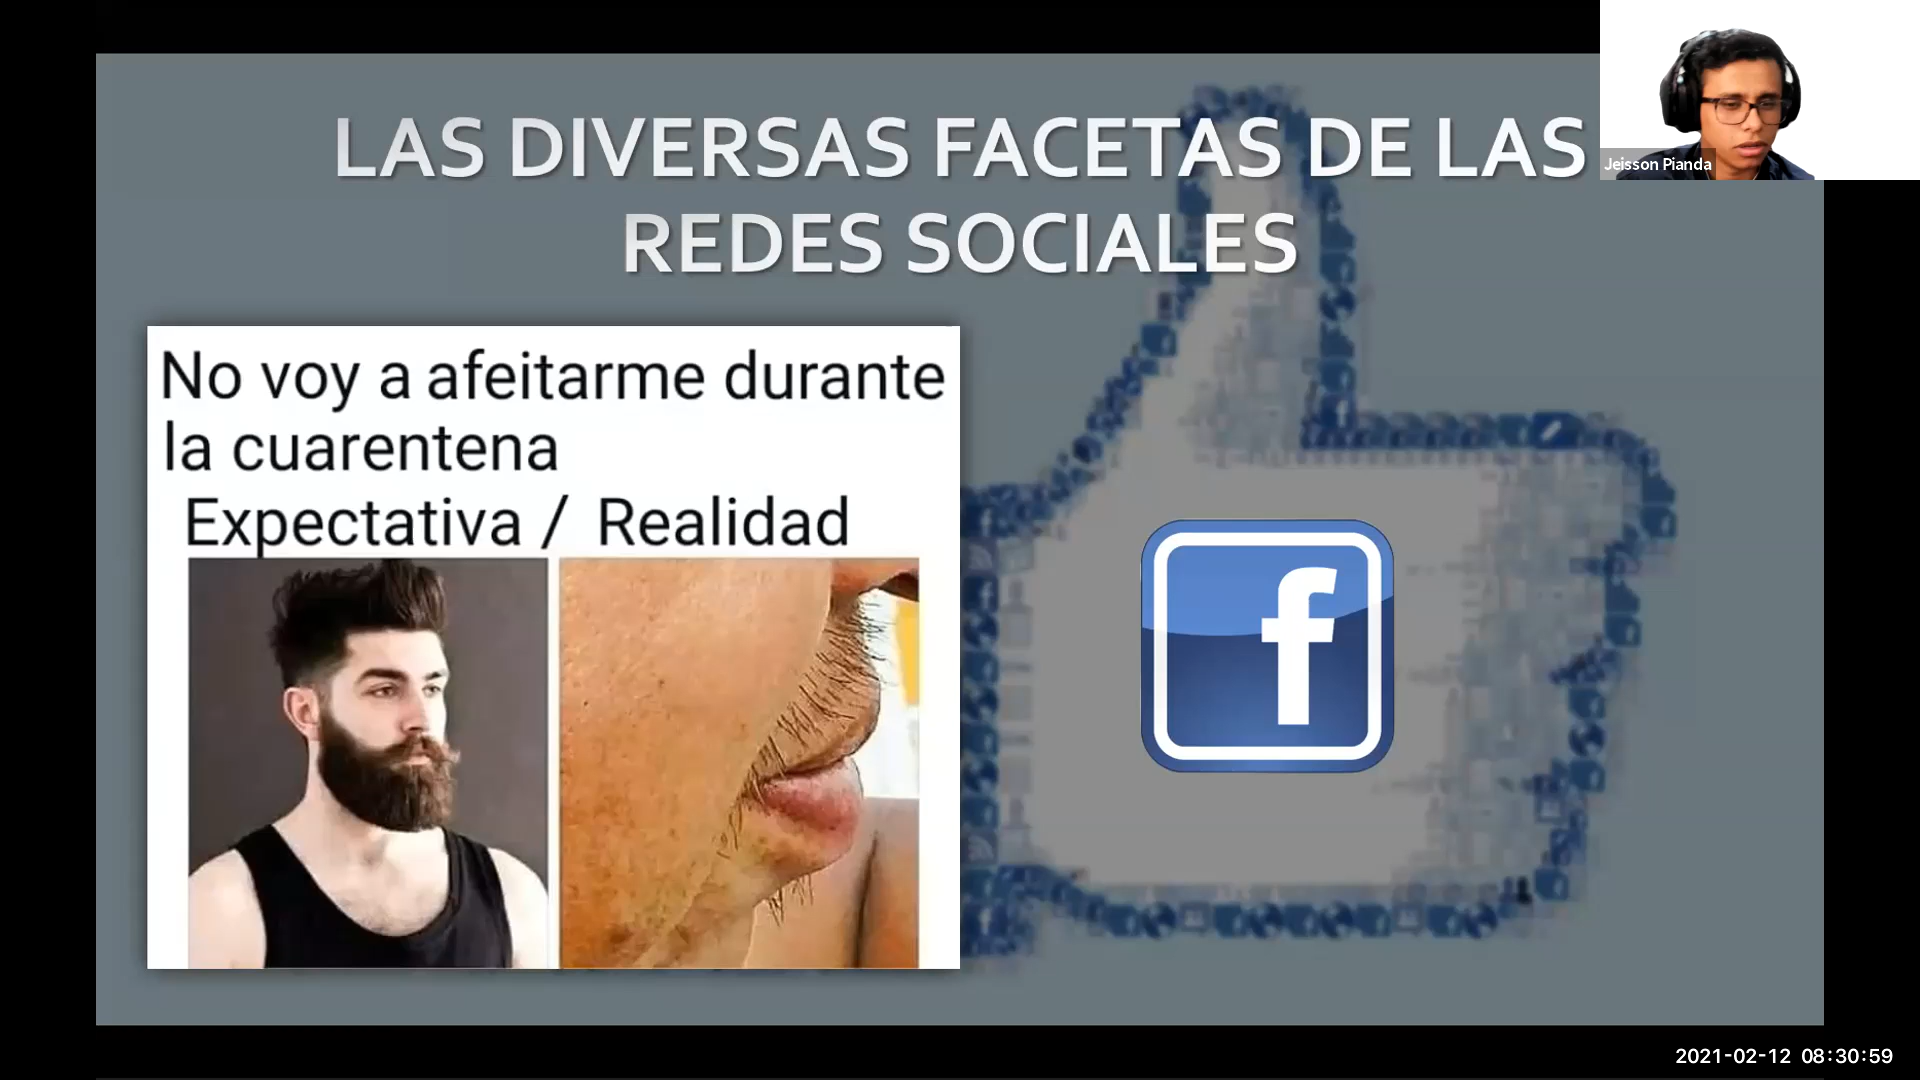 LAS DIVERSAS FACETAS DE LAS
REDES SOCIALES
Jeisson Pianda
No voy a afeitarme durante
la cuarentena
Expectativa / Realidad
f
2021-02-12 08:30:59